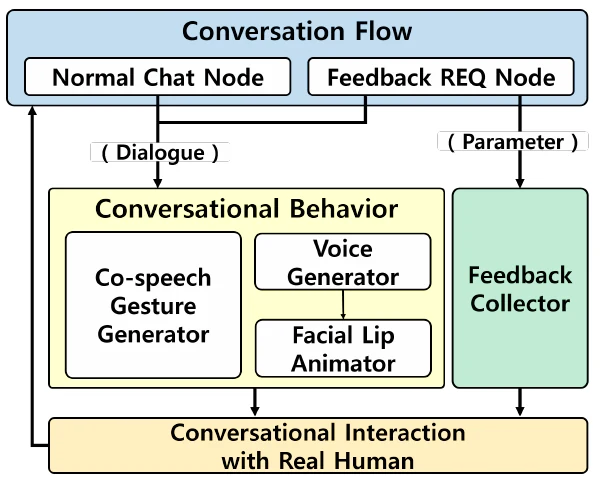 Conversation Flow
Normal Chat Node
Feedback REQ Node
( Dialogue )
( Parameter )
Conversational Behavior
Co-speech
Gesture
Generator
Voice
Generator
Facial Lip
Animator
Feedback
Collector
Conversational Interaction
with Real Human